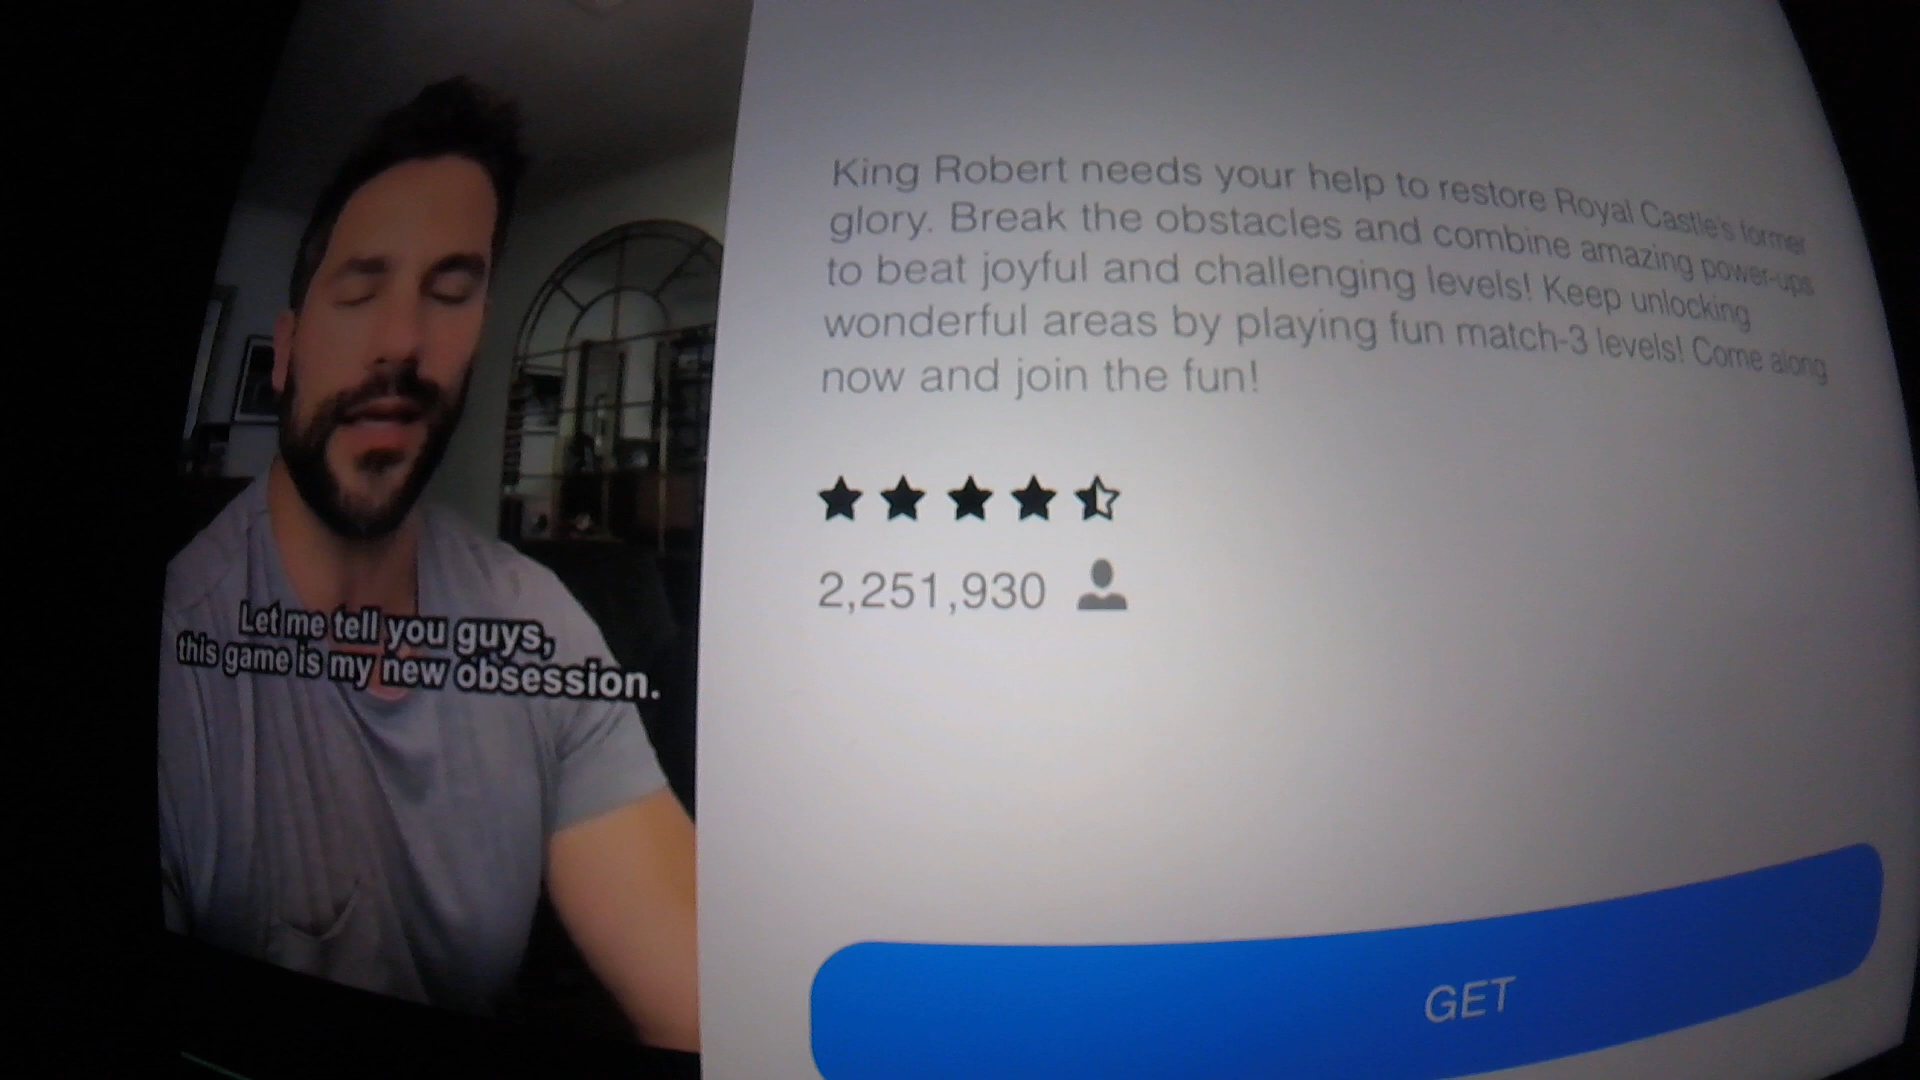 King Robert needs your help to restore Royal Castle's former
glory. Break the obstacles and combine amazing power-ups
to beat joyful and challenging levels! Keep unlocking
wonderful areas by playing fun match-3 levels! Come along
now and join the fun!
2,251,930
Let me tell you guys,
this game is my new obsession.
GET